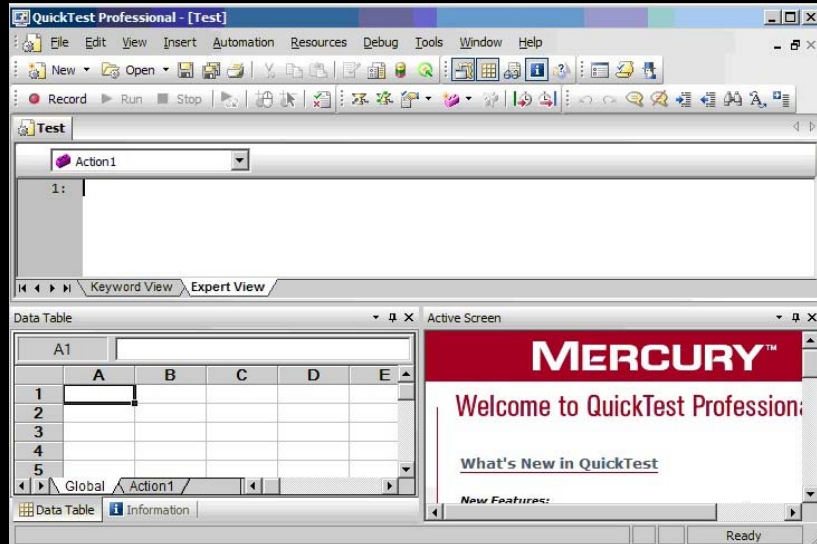 QuickTest Professional - [Test]
File Edit View Insert Automation Resources Debug Tools Window Help
New Open
Record Run Stop
Test
Action1
1:
Keyword View Expert View
Data Table Active Screen
A1
MERCURY™
A B C D E
1
2
3
4
5
Welcome to QuickTest Profession
What's New in QuickTest
New Features:
Global Action1
Data Table Information
Ready